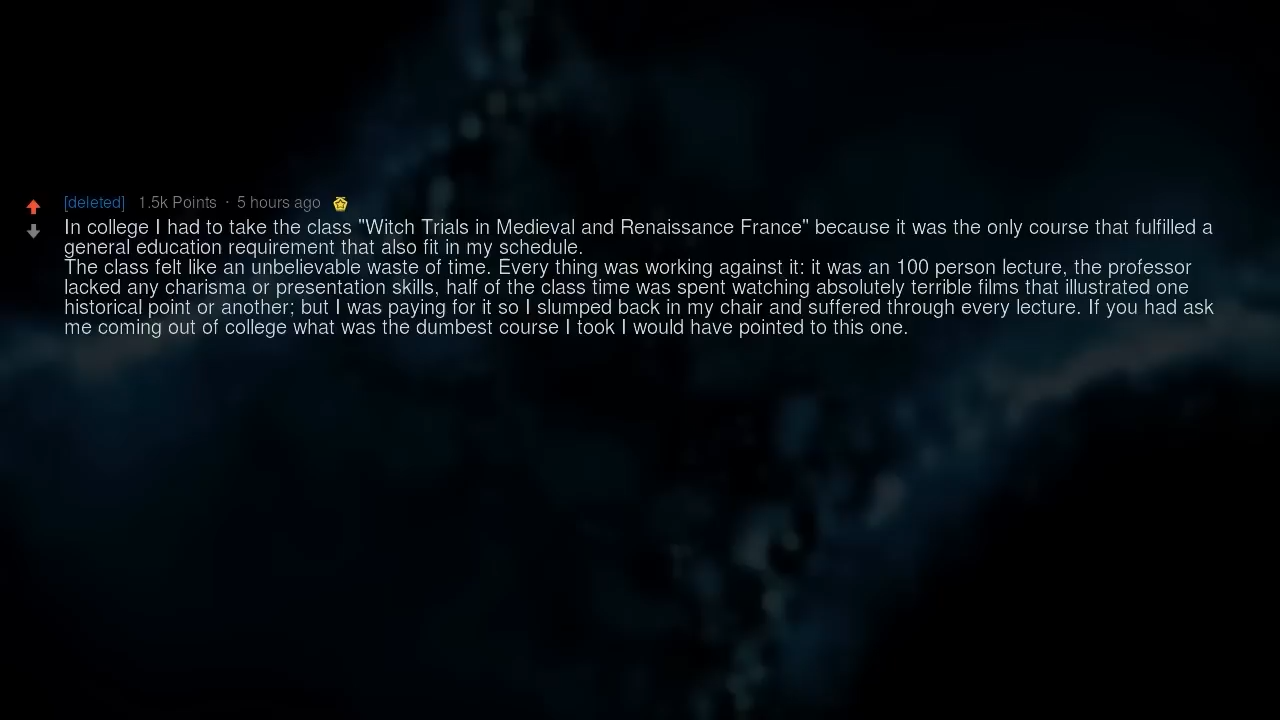 [deleted] 1.5k Points · 5 hours ago
In college I had to take the class "Witch Trials in Medieval and Renaissance France" because it was the only course that fulfilled a
general education requirement that also fit in my schedule.
The class felt like an unbelievable waste of time. Every thing was working against it: it was an 100 person lecture, the professor
lacked any charisma or presentation skills, half of the class time was spent watching absolutely terrible films that illustrated one
historical point or another; but I was paying for it so I slumped back in my chair and suffered through every lecture. If you had ask
me coming out of college what was the dumbest course I took I would have pointed to this one.